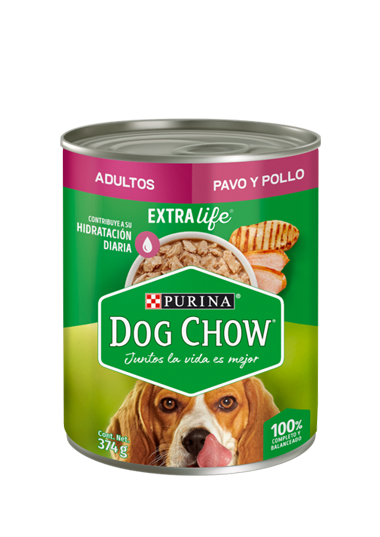 ADULTOS
PAVO Y POLLO
EXTRA life®
CONTRIBUYE A SU
HIDRATACIÓN
DIARIA
PURINA®
DOG CHOW®
Juntos la vida es mejor
Cont. Net.
374 g
100%
COMPLETO Y
BALANCEADO